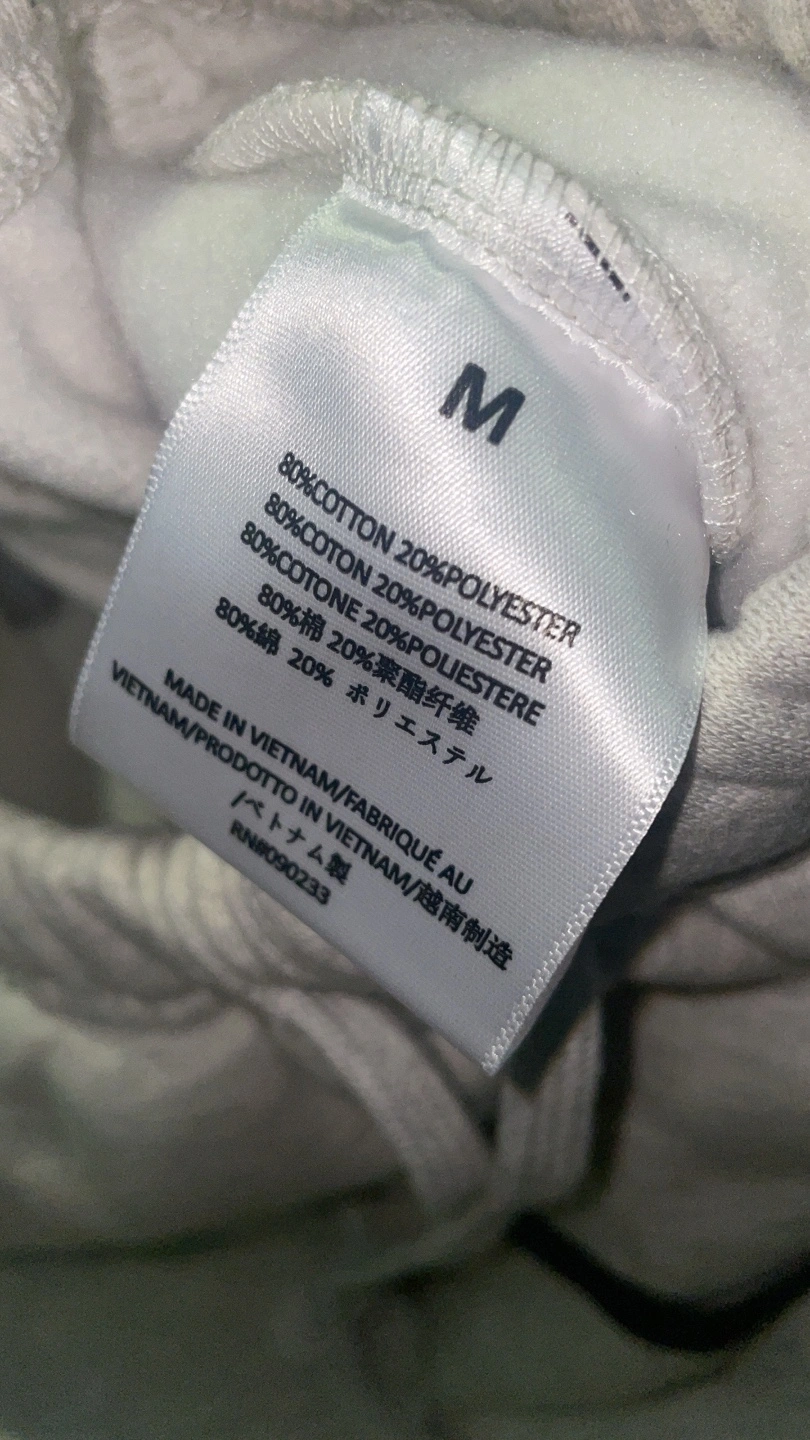 M
80%COTTON 20%POLYESTER
80%COTON 20%POLYESTER
80%COTONE 20%POLIESTERE
80%棉 20%聚酯纤维
80%綿 20% ポリエステル
MADE IN VIETNAM/FABRIQUÉ AU
VIETNAM/PRODOTTO IN VIETNAM/越南制造
/ベトナム製
RN#090233